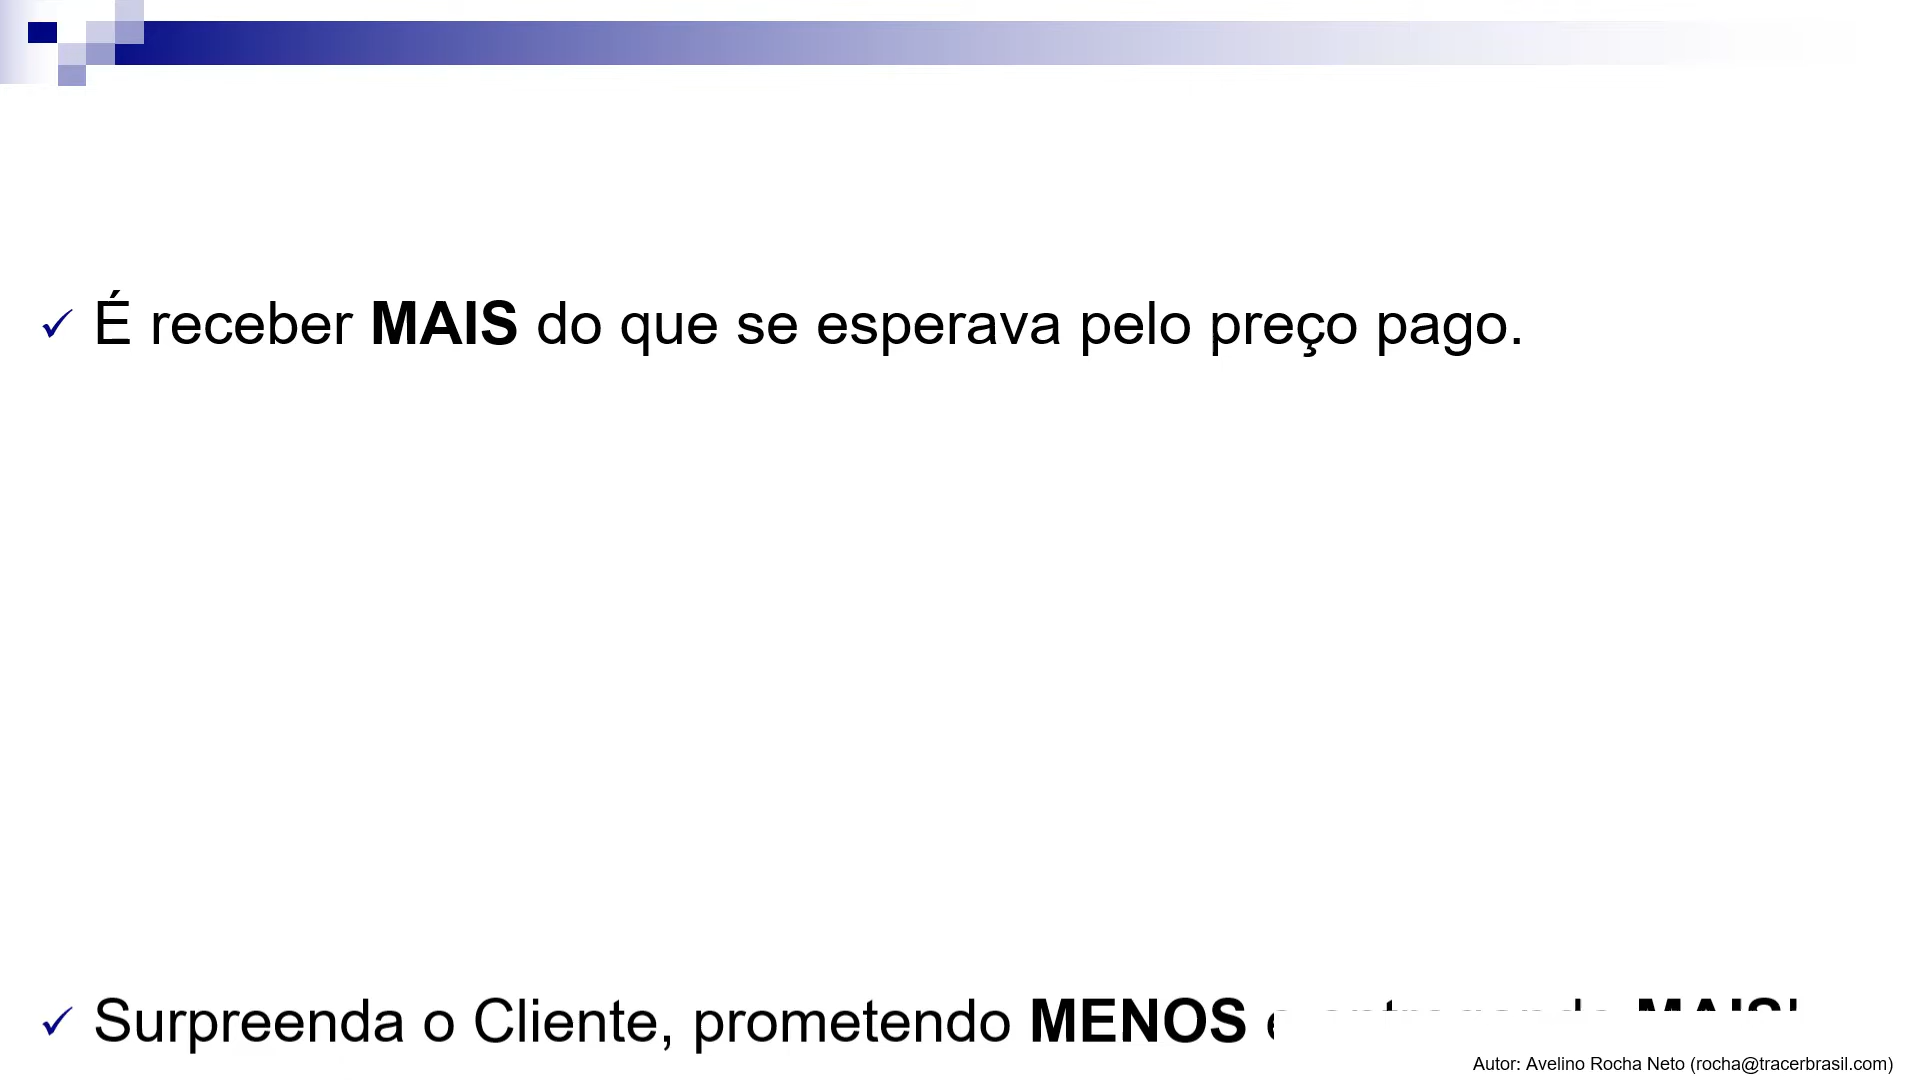 É receber MAIS do que se esperava pelo preço pago.
Surpreenda o Cliente, prometendo MENOS e entregando MAIS!
Autor: Avelino Rocha Neto (rocha@tracerbrasil.com)